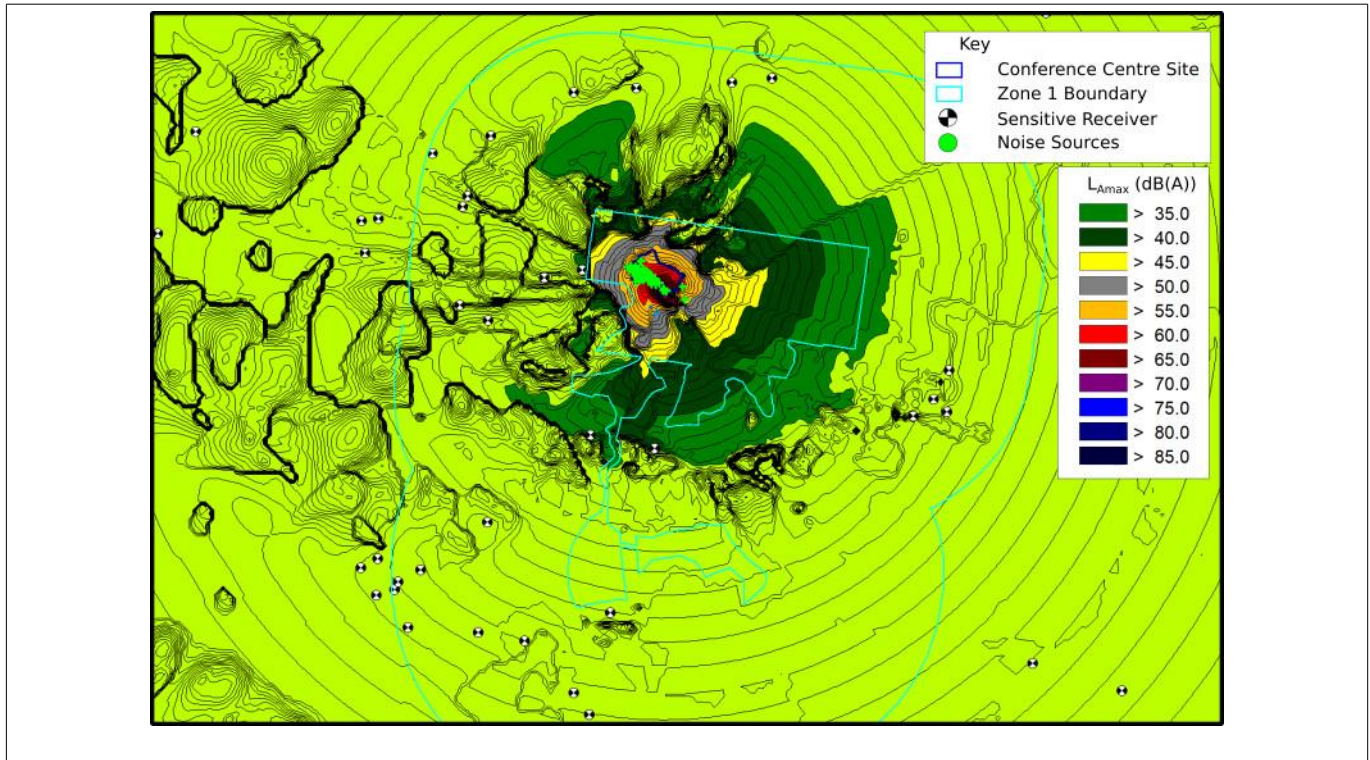 Key
Conference Centre Site
Zone 1 Boundary
Sensitive Receiver
Noise Sources
LAmax (dB(A))
> 35.0
> 40.0
> 45.0
> 50.0
> 55.0
> 60.0
> 65.0
> 70.0
> 75.0
> 80.0
> 85.0